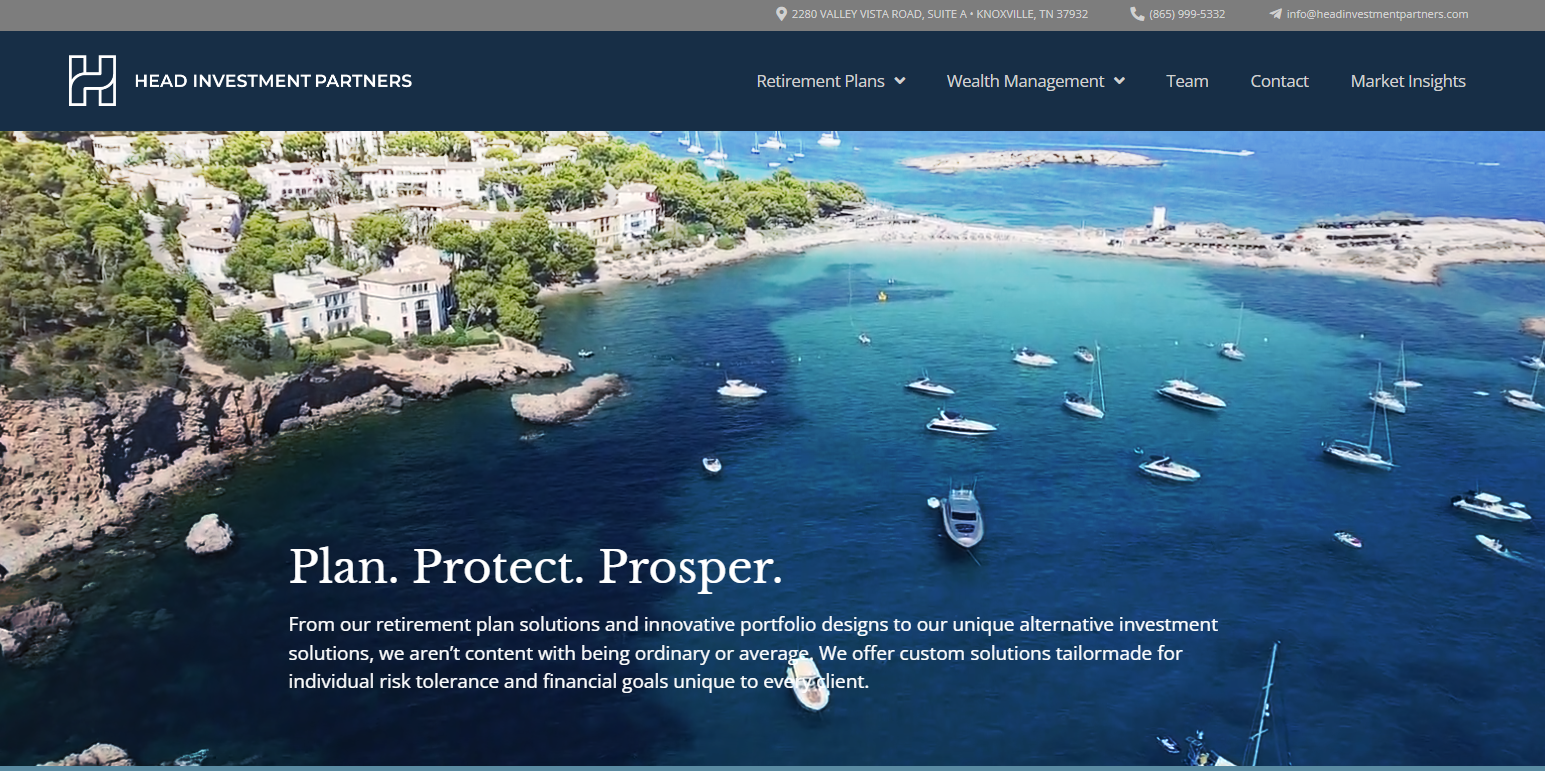 2280 VALLEY VISTA ROAD, SUITE A • KNOXVILLE, TN 37932 (865) 999-5332 info@headinvestmentpartners.com
HEAD INVESTMENT PARTNERS Retirement Plans Wealth Management Team Contact Market Insights
Plan. Protect. Prosper.
From our retirement plan solutions and innovative portfolio designs to our unique alternative investment
solutions, we aren’t content with being ordinary or average. We offer custom solutions tailormade for
individual risk tolerance and financial goals unique to every client.